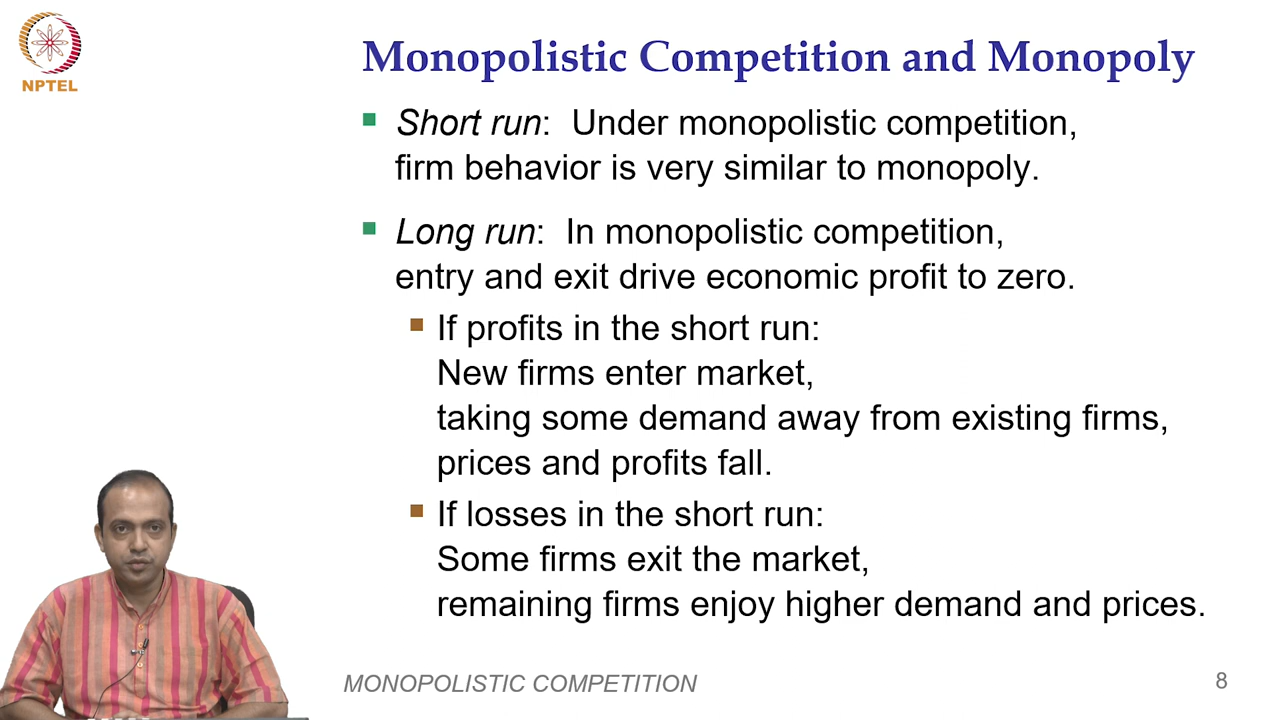 NPTEL
Monopolistic Competition and Monopoly
Short run: Under monopolistic competition,
firm behavior is very similar to monopoly.
Long run: In monopolistic competition,
entry and exit drive economic profit to zero.
If profits in the short run:
New firms enter market,
taking some demand away from existing firms,
prices and profits fall.
If losses in the short run:
Some firms exit the market,
remaining firms enjoy higher demand and prices.
MONOPOLISTIC COMPETITION
8